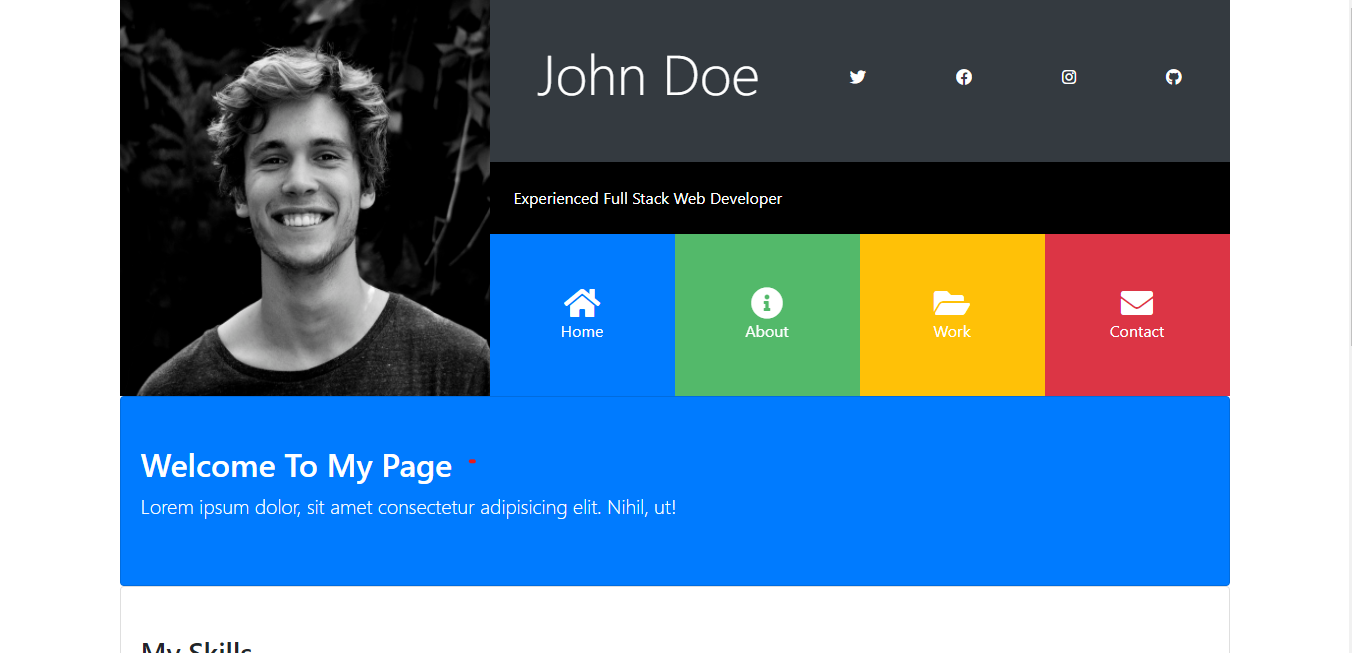 John Doe
Experienced Full Stack Web Developer
Home
About
Work
Contact
Welcome To My Page
Lorem ipsum dolor, sit amet consectetur adipisicing elit. Nihil, ut!
My Skills